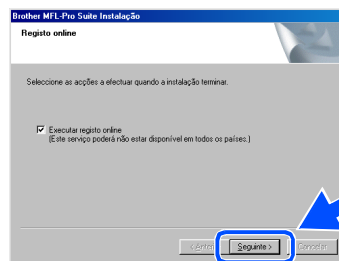 Brother MFL-Pro Suite Instalação
Registo online
Seleccione as acções a efectuar quando a instalação terminar.
Executar registo online
(Este serviço poderá não estar disponível em todos os países.)
< Anteri
Seguinte >
Cancelar